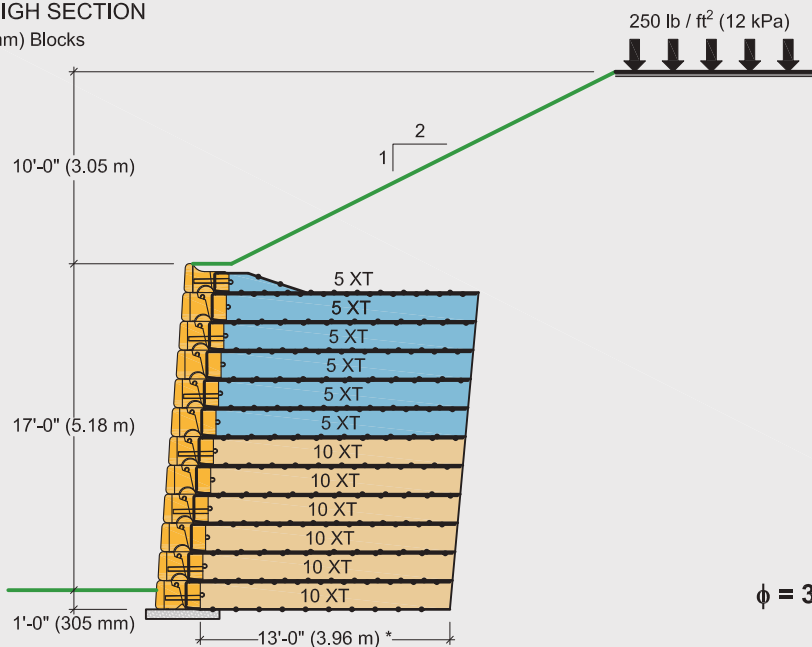 IGH SECTION
mm) Blocks
250 lb / ft² (12 kPa)
2
1
10'-0" (3.05 m)
5 XT
5 XT
5 XT
5 XT
5 XT
5 XT
17'-0" (5.18 m)
10 XT
10 XT
10 XT
10 XT
10 XT
10 XT
ϕ = 3
1'-0" (305 mm)
13'-0" (3.96 m) *